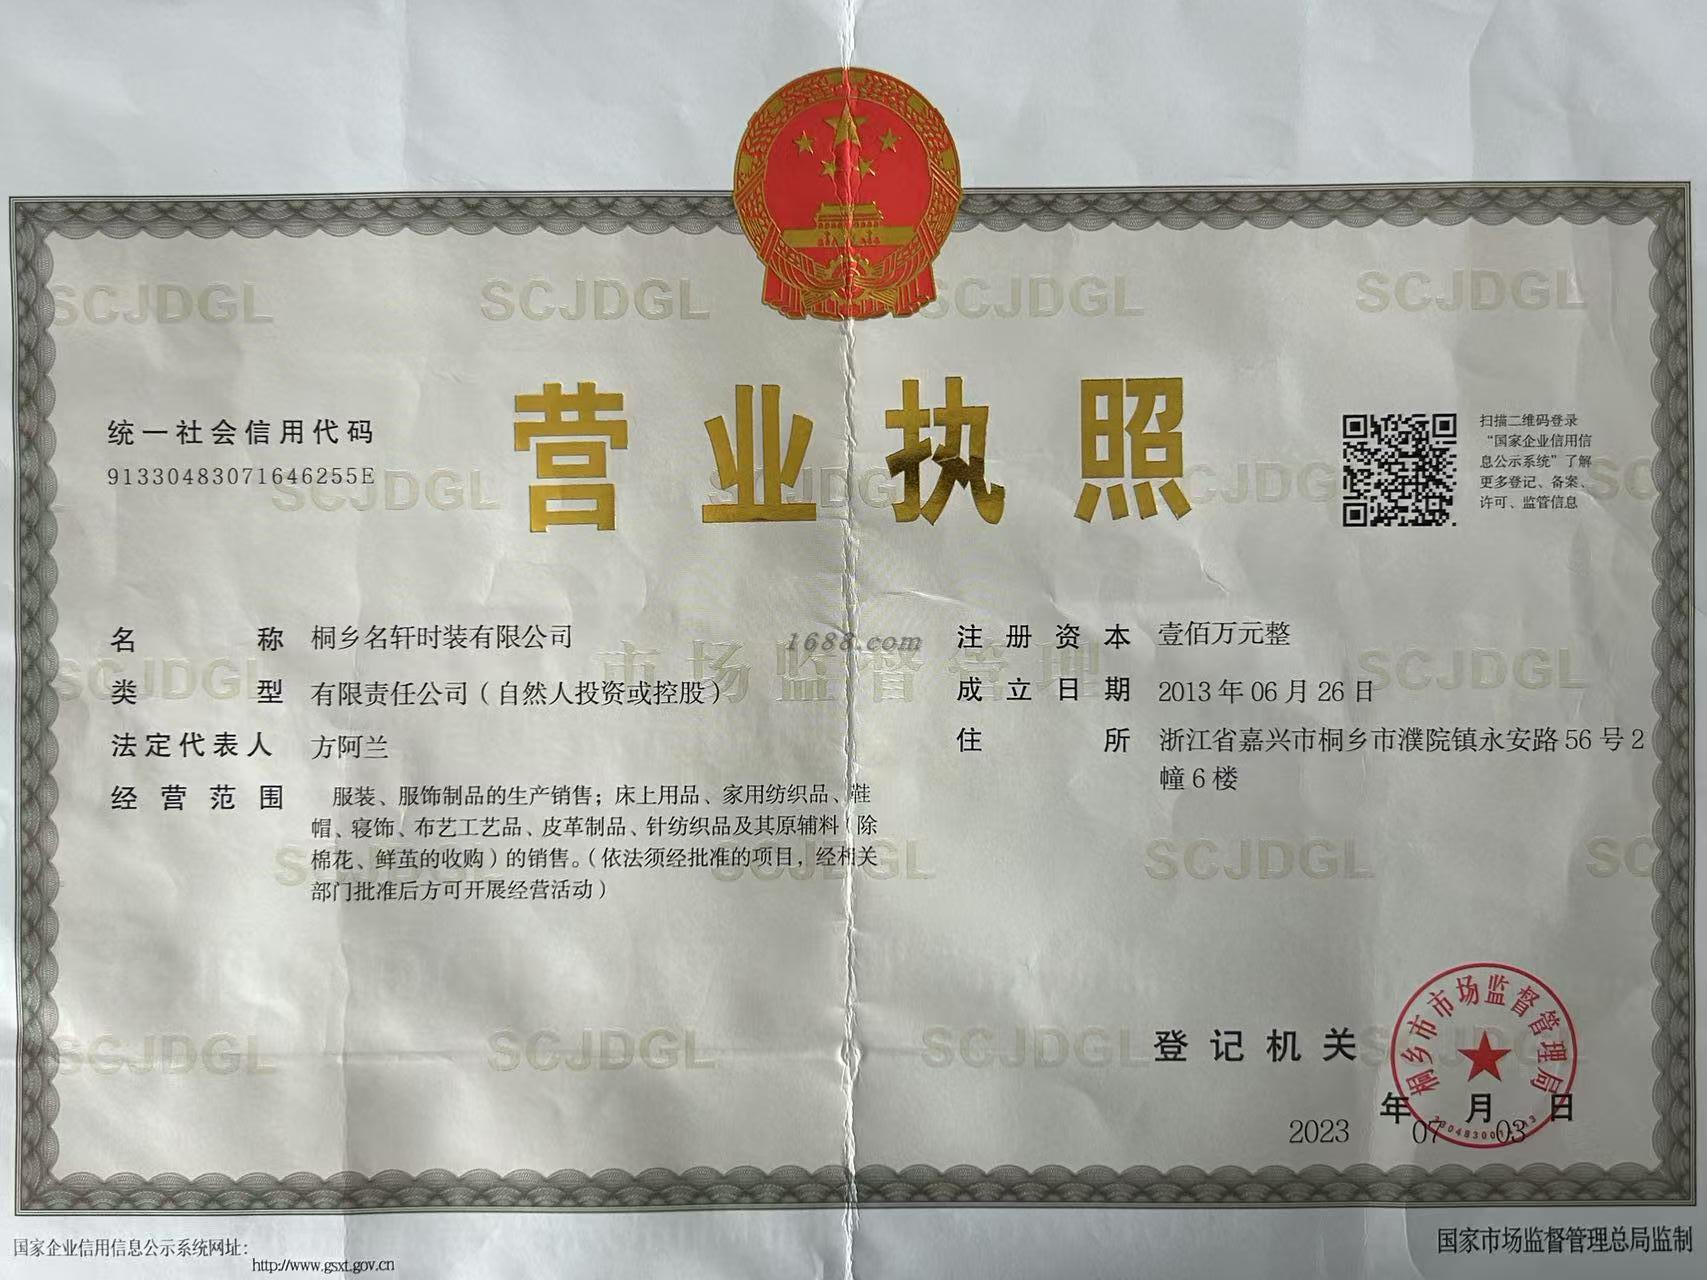 营业执照
统一社会信用代码
91330483071646255E
扫描二维码登录
“国家企业信用信
息公示系统”了解
更多登记、备案、
许可、监管信息
名称 桐乡名轩时装有限公司
类型 有限责任公司（自然人投资或控股）
法定代表人 方阿兰
经营范围 服装、服饰制品的生产销售；床上用品、家用纺织品、鞋
帽、寝饰、布艺工艺品、皮革制品、针纺织品及其原辅料（除
棉花、鲜茧的收购）的销售。（依法须经批准的项目，经相关
部门批准后方可开展经营活动）
注册资本 壹佰万元整
成立日期 2013年06月26日
住所 浙江省嘉兴市桐乡市濮院镇永安路56号2
幢6楼
1688.com
市场监督管理
SCJDGL SCJDGL SCJDGL SCJDGL
SCJDGL SCJDGL SCJDGL SC
SCJDGL SCJDGL
SCJDGL SCJDGL SCJDGL SC
SCJDGL SCJDGL SCJDGL SCJDGL
登记机关
桐乡市市场监督管理局
年 月 日
2023 07 03
国家企业信用信息公示系统网址：
http://www.gsxt.gov.cn
国家市场监督管理总局监制